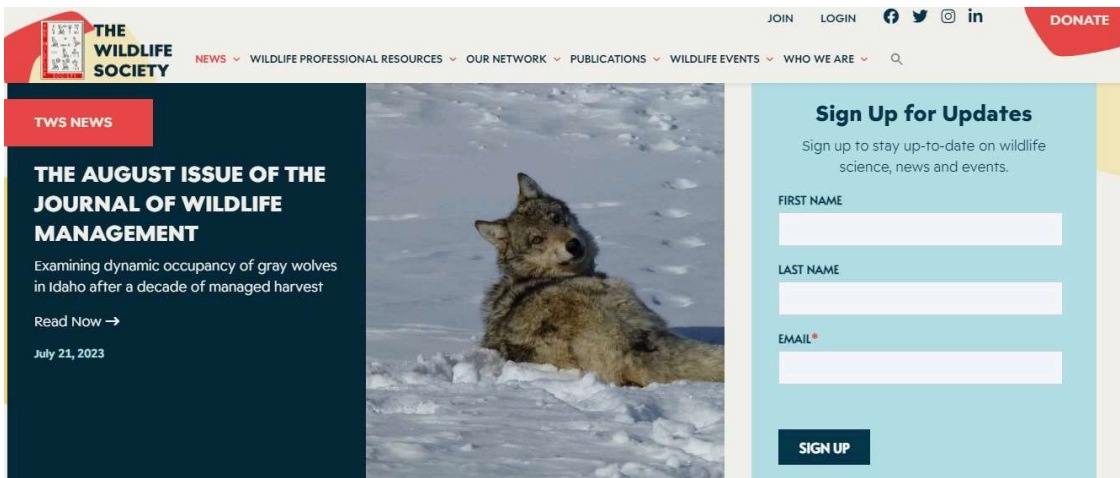 JOIN LOGIN
DONATE
THE
WILDLIFE
SOCIETY
NEWS WILDLIFE PROFESSIONAL RESOURCES OUR NETWORK PUBLICATIONS WILDLIFE EVENTS WHO WE ARE
TWS NEWS
THE AUGUST ISSUE OF THE
JOURNAL OF WILDLIFE
MANAGEMENT
Examining dynamic occupancy of gray wolves
in Idaho after a decade of managed harvest
Read Now →
July 21, 2023
Sign Up for Updates
Sign up to stay up-to-date on wildlife
science, news and events.
FIRST NAME
LAST NAME
EMAIL*
SIGN UP